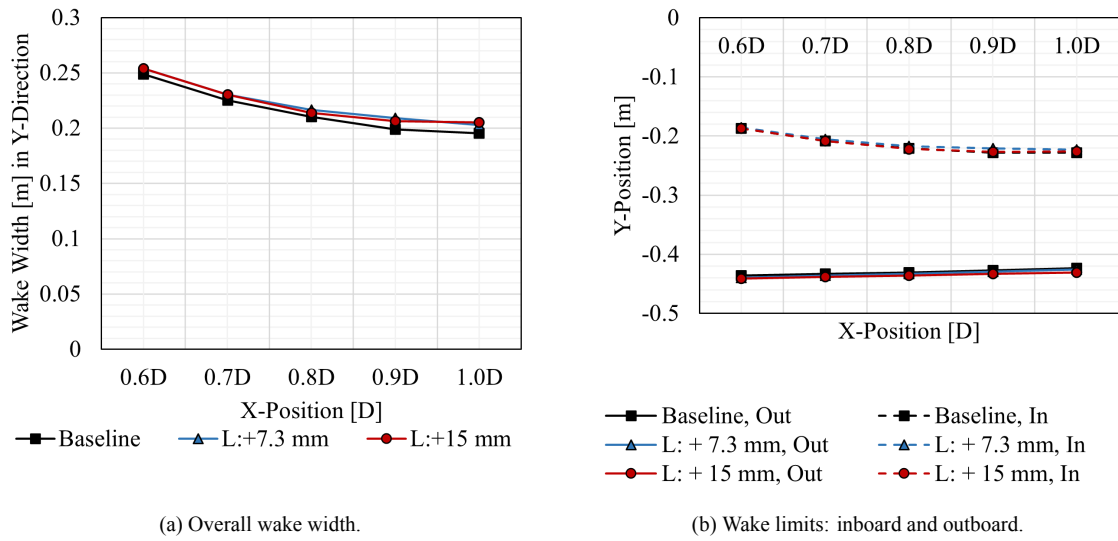 0.3
0.25
0.2
0.15
0.1
0.05
0
Wake Width [m] in Y-Direction
0.6D 0.7D 0.8D 0.9D 1.0D
X-Position [D]
Baseline L:+7.3 mm L:+15 mm
(a) Overall wake width.
0
-0.1
-0.2
-0.3
-0.4
-0.5
Y-Position [m]
0.6D 0.7D 0.8D 0.9D 1.0D
X-Position [D]
Baseline, Out Baseline, In
L: + 7.3 mm, Out L: + 7.3 mm, In
L: + 15 mm, Out L: + 15 mm, In
(b) Wake limits: inboard and outboard.